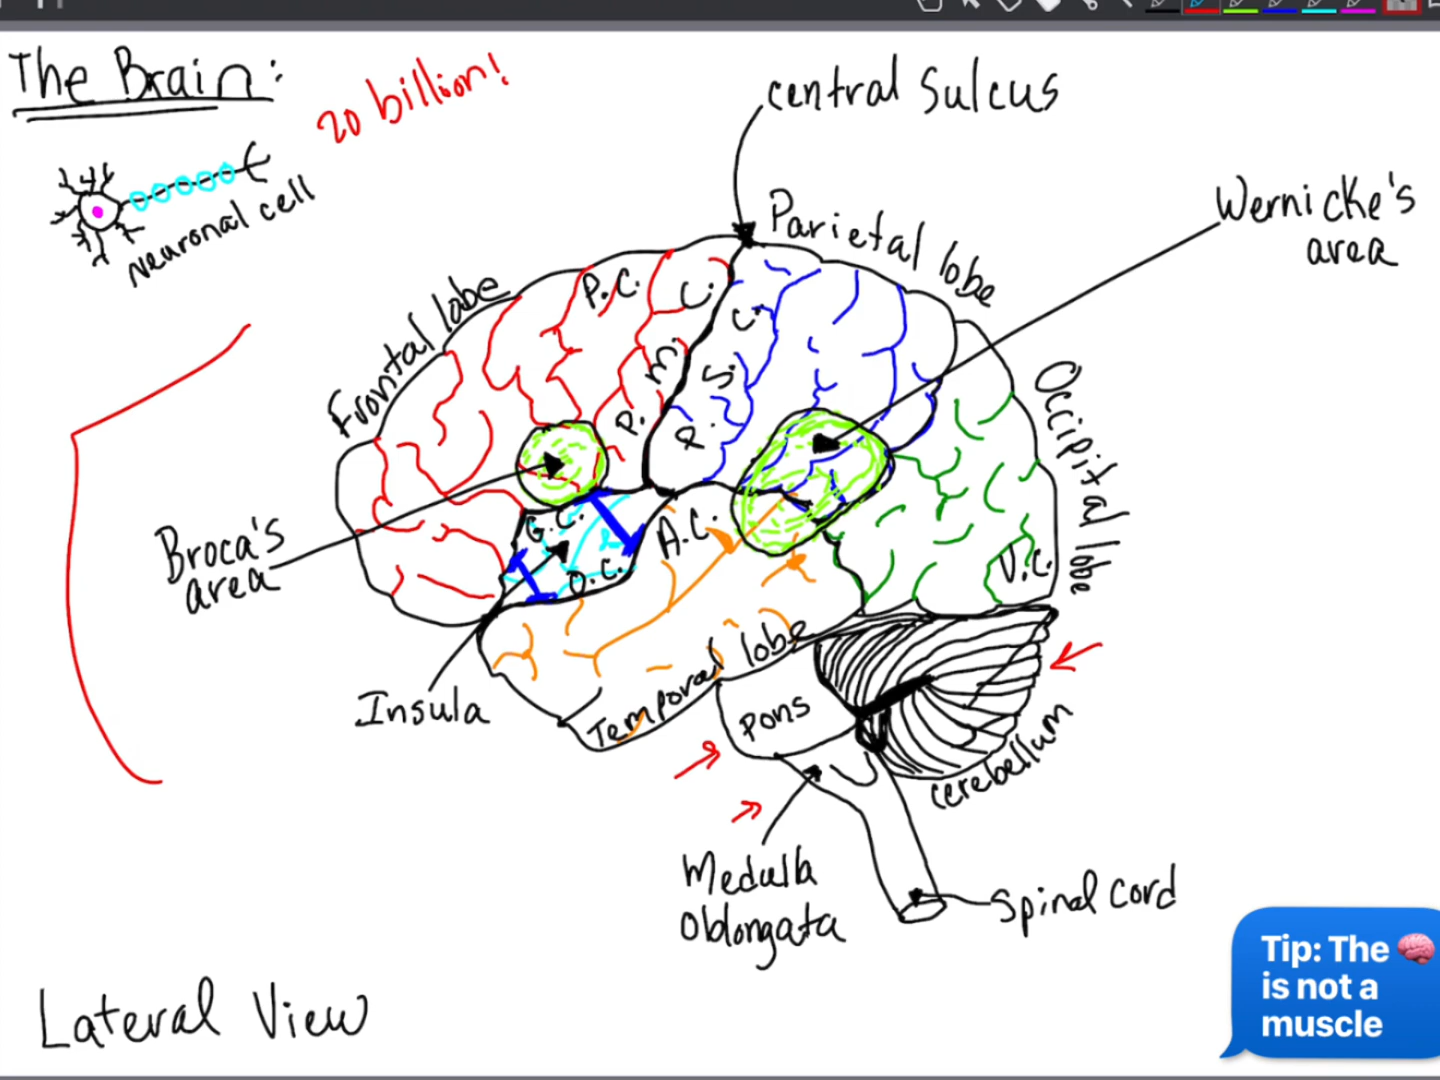 The Brain:
20 billion!
neuronal cell
central sulcus
Parietal lobe
Wernicke's
area
Frontal lobe
P.C.
C.
M.
P.
C.
S.
P.
Occipital lobe
Broca's
area
G.C.
O.C.
A.C.
V.C.
Insula
Temporal lobe
Pons
cerebellum
Medulla
Oblongata
Spinal cord
Lateral View
Tip: The 🧠
is not a
muscle